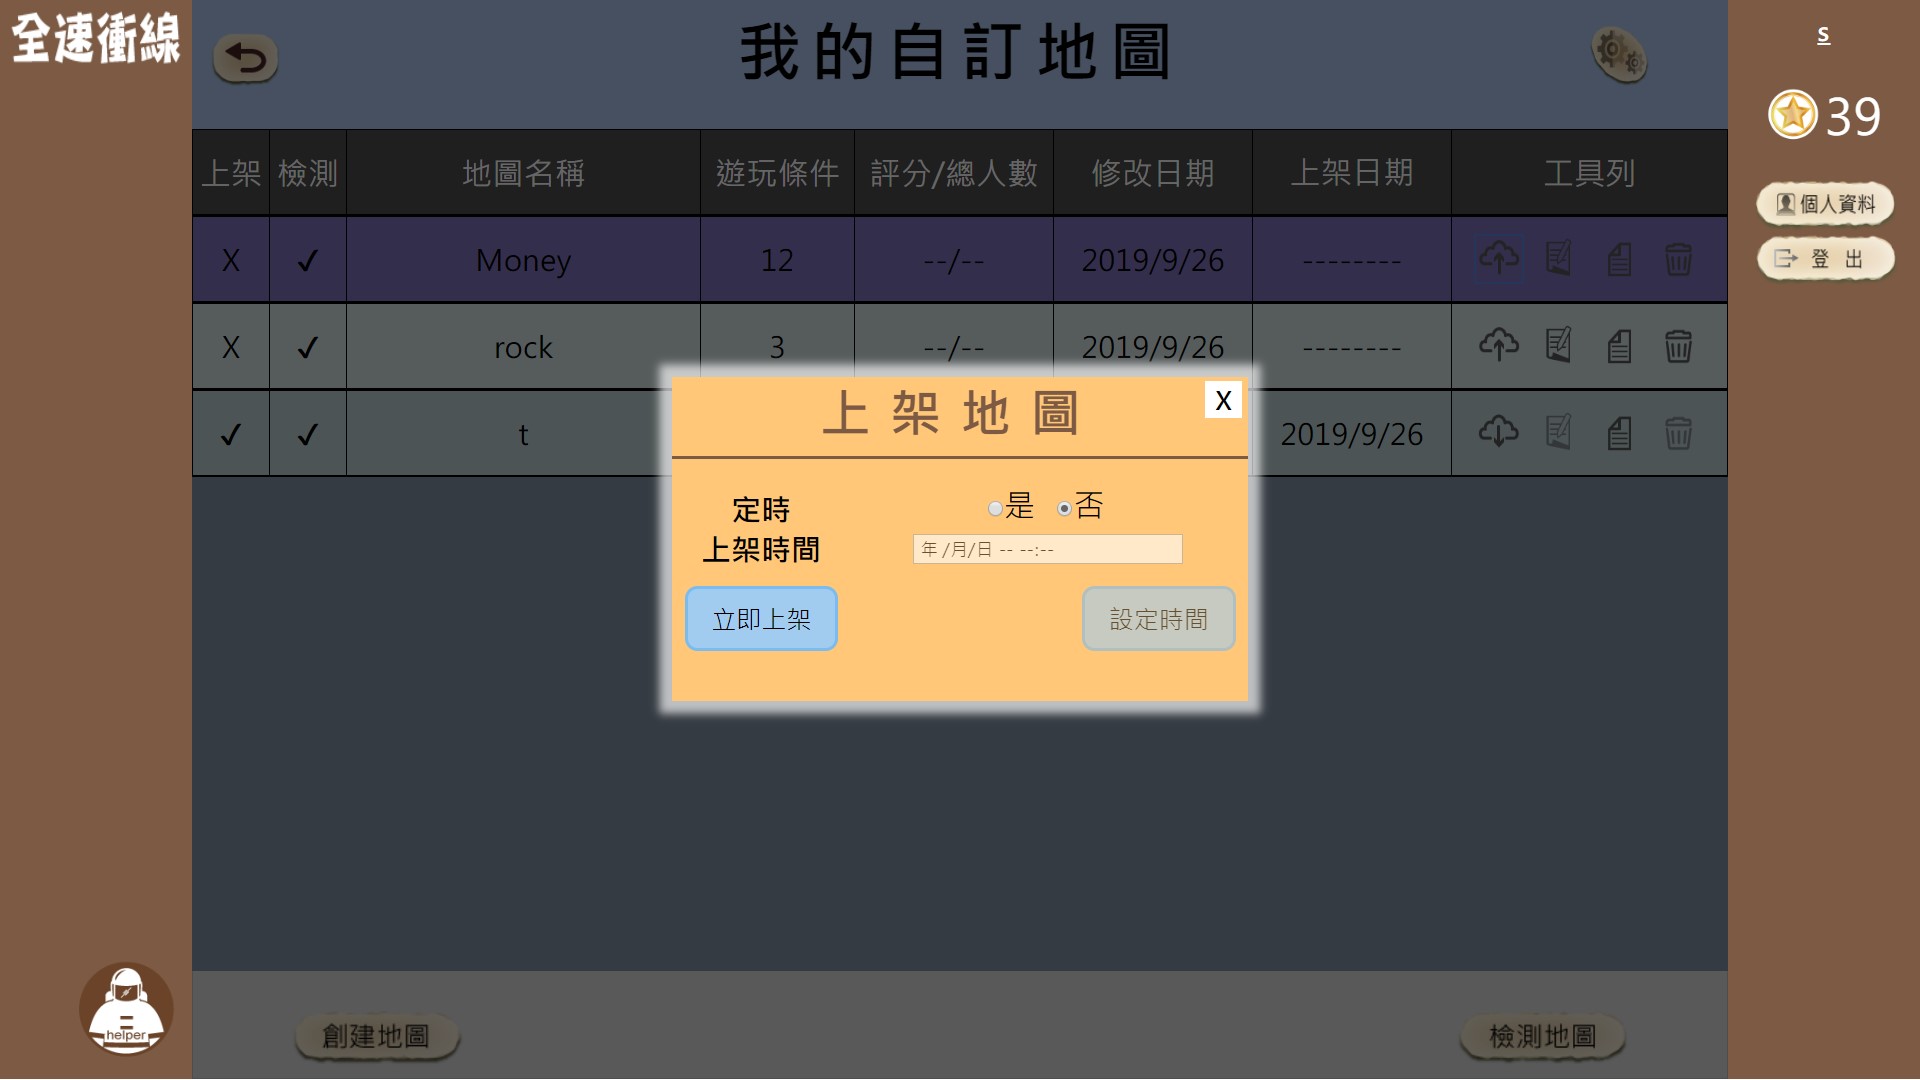 全速衝線
我的自訂地圖
s
39
個人資料
登 出
上架 檢測 地圖名稱 遊玩條件 評分/總人數 修改日期 上架日期 工具列
X ✓ Money 12 --/-- 2019/9/26 --------
X ✓ rock 3 --/-- 2019/9/26 --------
✓ ✓ t 2019/9/26
上架地圖
X
定時 是 否
上架時間 年 /月/日 -- --:--
立即上架 設定時間
helper
創建地圖 檢測地圖